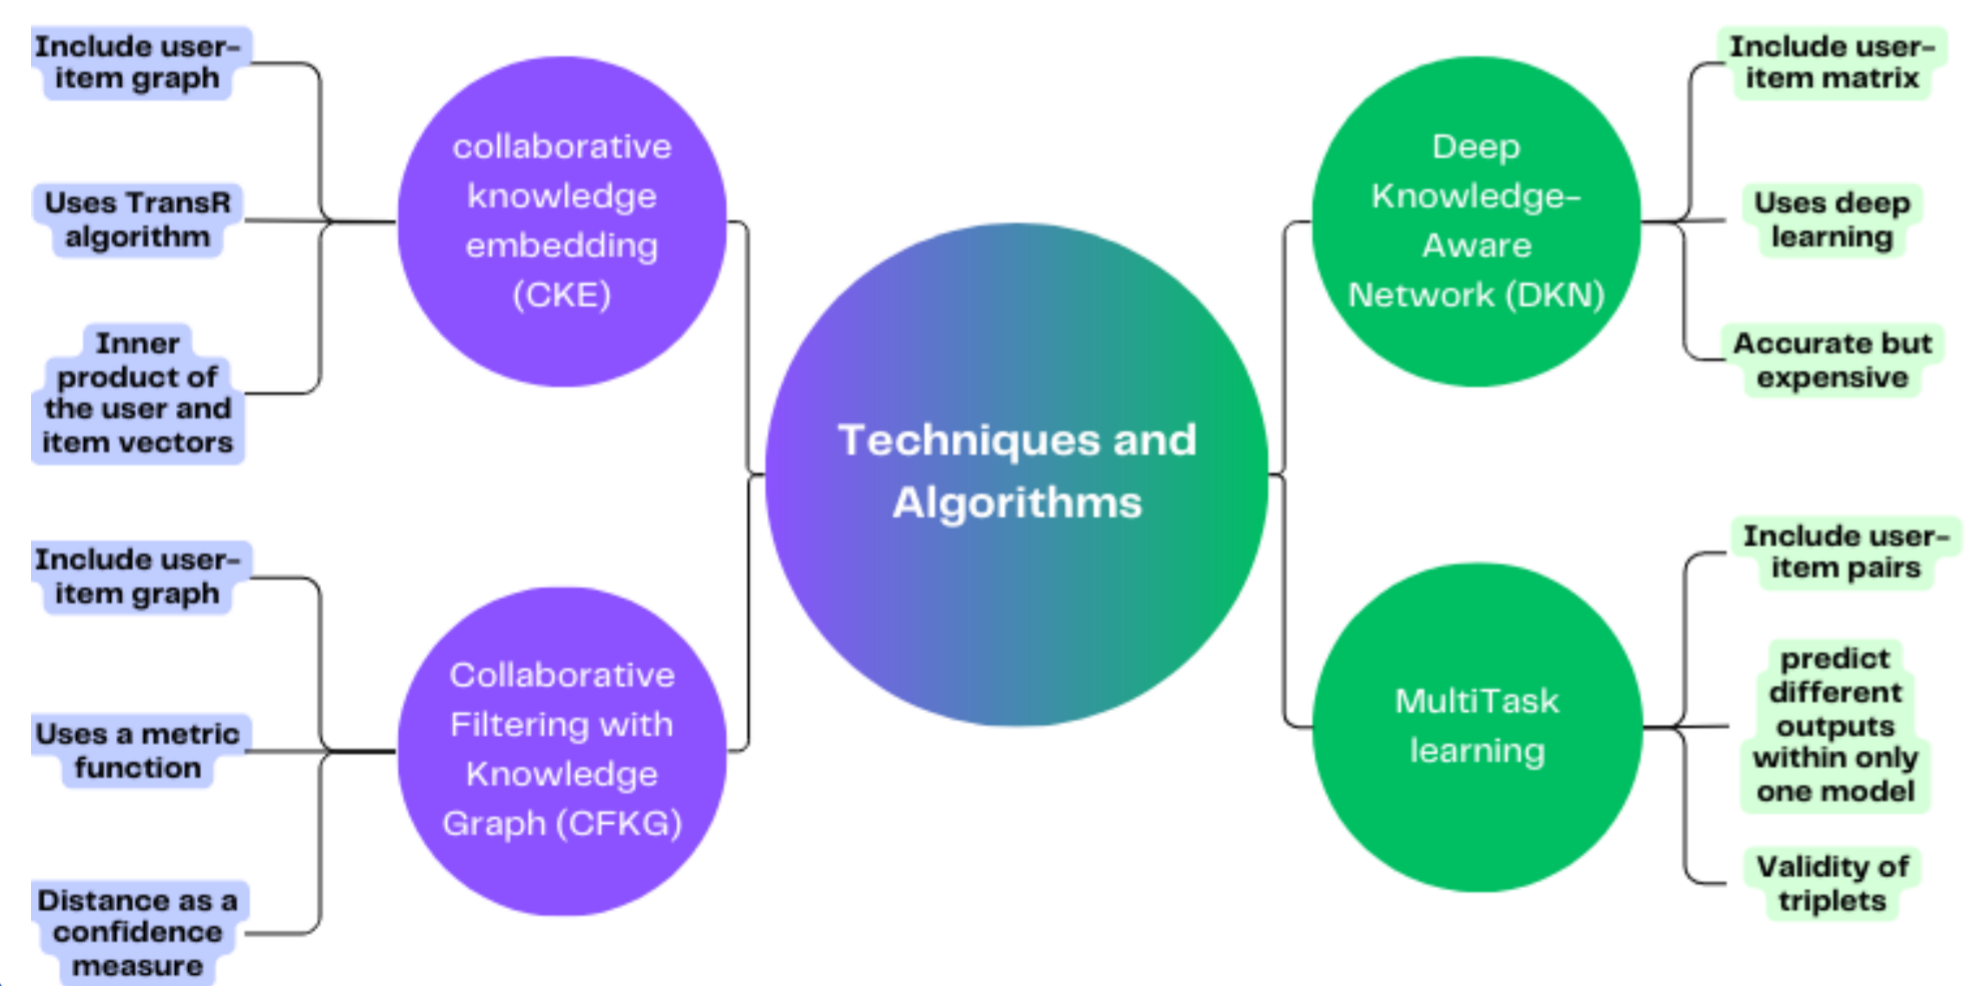 Include user-
item graph
Uses TransR
algorithm
Inner
product of
the user and
item vectors
collaborative
knowledge
embedding
(CKE)
Include user-
item graph
Uses a metric
function
Distance as a
confidence
measure
Collaborative
Filtering with
Knowledge
Graph (CFKG)
Techniques and
Algorithms
Deep
Knowledge-
Aware
Network (DKN)
Include user-
item matrix
Uses deep
learning
Accurate but
expensive
MultiTask
learning
Include user-
item pairs
predict
different
outputs
within only
one model
Validity of
triplets